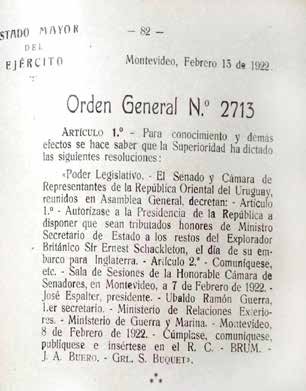 ESTADO MAYOR
DEL
EJÉRCITO
— 82 —
Montevideo, Febrero 13 de 1922.
Orden General N.º 2713
ARTÍCULO 1.º - Para conocimiento y demás
efectos se hace saber que la Superioridad ha dictado
las siguientes resoluciones:
«Poder Legislativo. - El Senado y Cámara de
Representantes de la República Oriental del Uruguay,
reunidos en Asamblea General, decretan: - Artículo
1.º - Autorízase a la Presidencia de la República a
disponer que sean tributados honores de Ministro
Secretario de Estado a los restos del Explorador
Británico Sir Ernest Schackleton, el día de su em-
barco para Inglaterra. - Artículo 2.º - Comuníquese,
etc. - Sala de Sesiones de la Honorable Cámara de
Senadores, en Montevideo, a 7 de Febrero de 1922. -
José Espalter, presidente. - Ubaldo Ramón Guerra,
1.er secretario. - Ministerio de Relaciones Exterio-
res. - Ministerio de Guerra y Marina. - Montevideo,
8 de Febrero de 1922. - Cúmplase, comuníquese,
publíquese e insértese en el R. C. - BRUM. -
J. A. BUERO. - GRL. S. BUQUET».